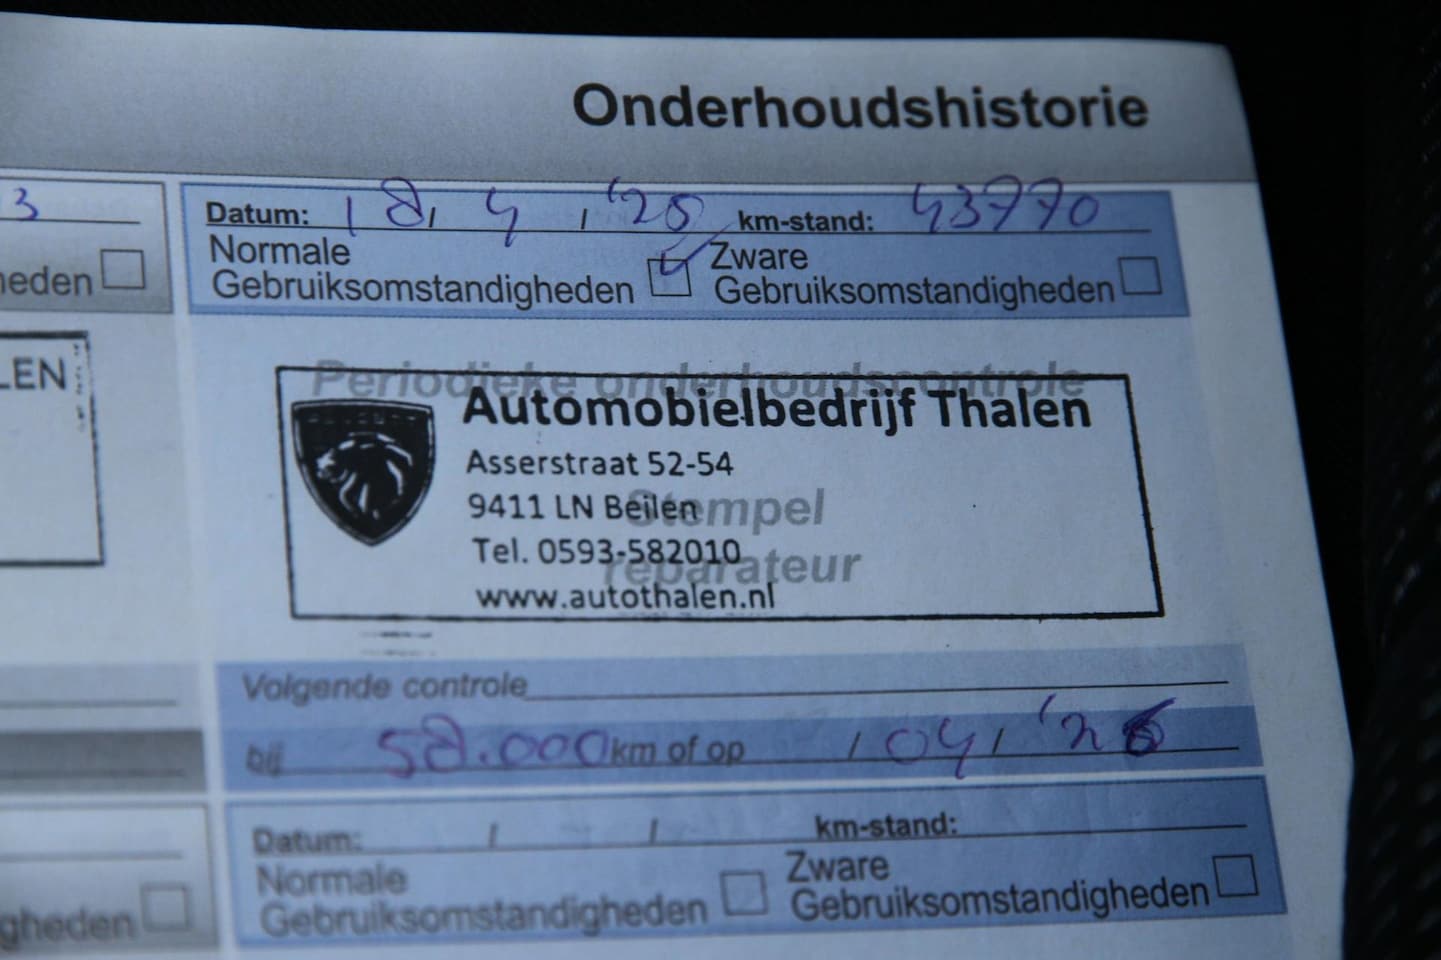 Onderhoudshistorie
3
Datum: 18 / 4 / '25 km-stand: 43770
Normale Zware
heden
Gebruiksomstandigheden Gebruiksomstandigheden
LEN
Periodieke onderhoudscontrole
Automobielbedrijf Thalen
Asserstraat 52-54
9411 LN Beilen
Stempel
Tel. 0593-582010
reparateur
www.autothalen.nl
Volgende controle
bij 58.000 km of op / 04 / '26
Datum: / / km-stand:
Normale Zware
gheden
Gebruiksomstandigheden Gebruiksomstandigheden